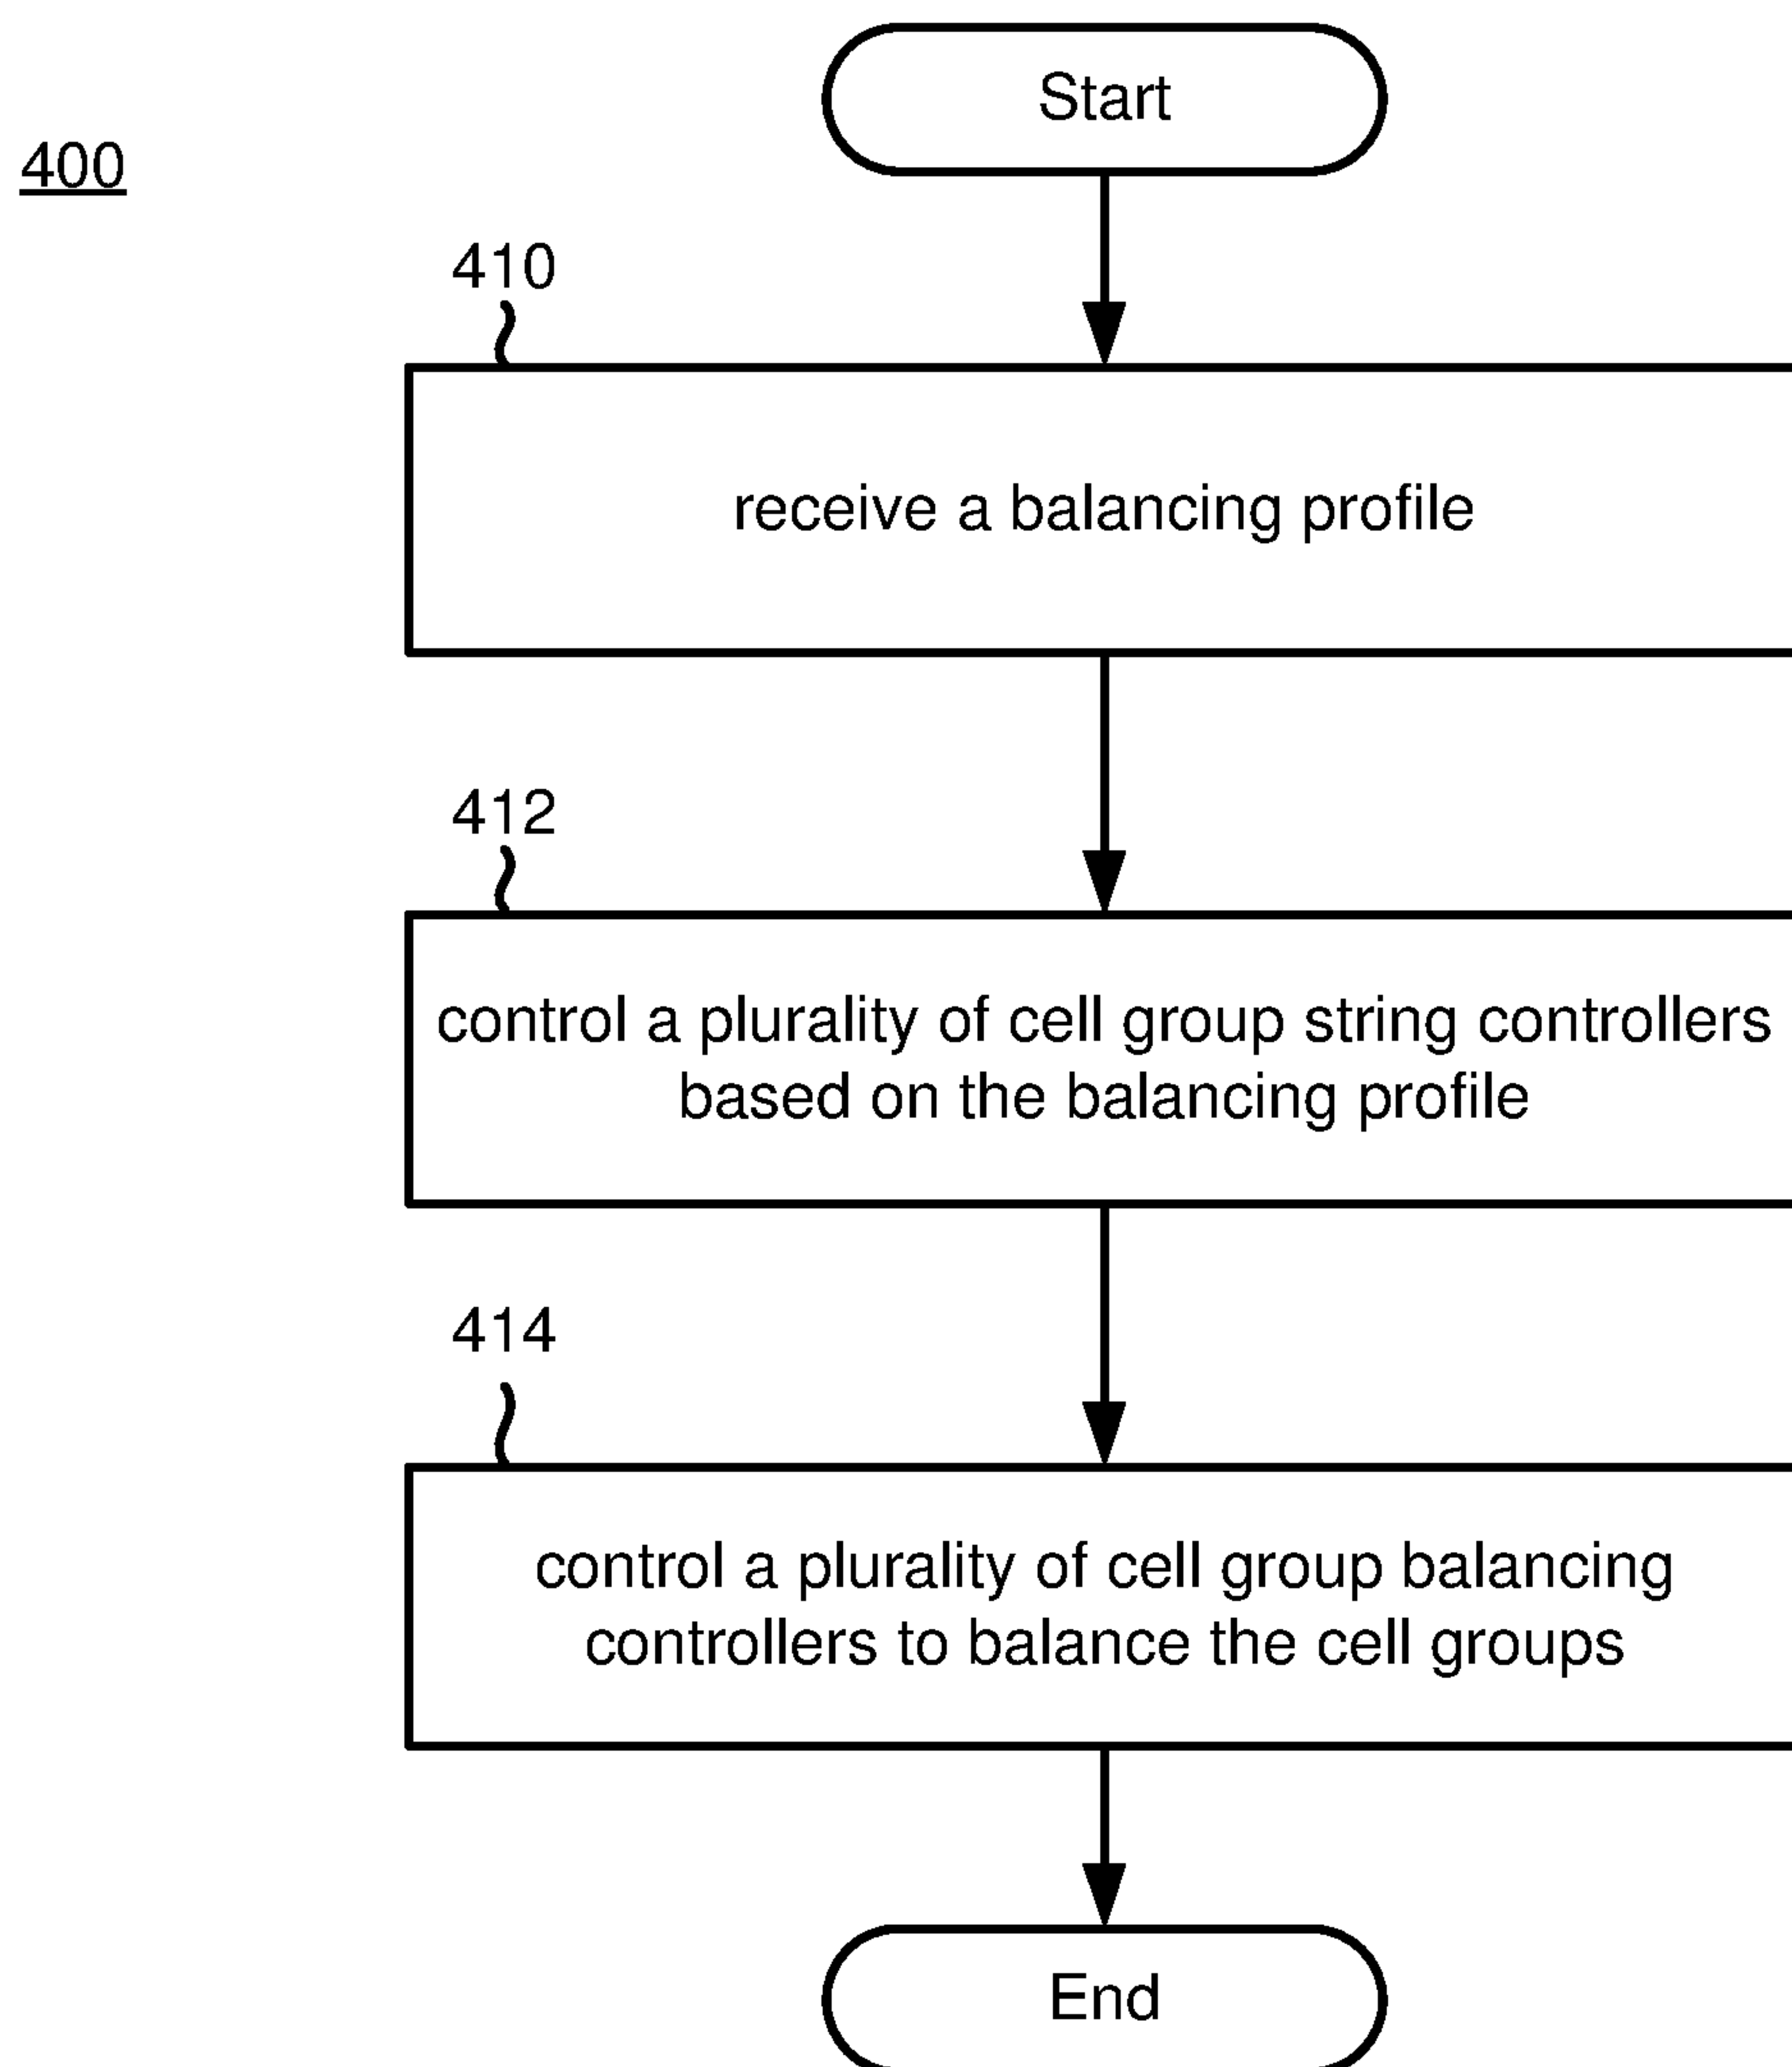 Start
400
410
receive a balancing profile
412
control a plurality of cell group string controllers
based on the balancing profile
414
control a plurality of cell group balancing
controllers to balance the cell groups
End